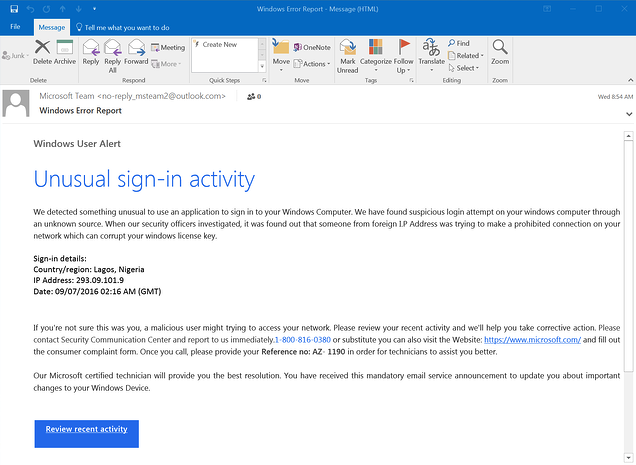 Windows Error Report - Message (HTML)
File
Message
Tell me what you want to do
Junk
Delete
Archive
Reply
Reply All
Forward
Meeting
More
Create New
Move
OneNote
Actions
Mark Unread
Categorize
Follow Up
Translate
Find
Related
Select
Zoom
Delete
Respond
Quick Steps
Move
Tags
Editing
Zoom
Microsoft Team <no-reply_msteam2@outlook.com>
0
Wed 8:54 AM
Windows Error Report
Windows User Alert
Unusual sign-in activity
We detected something unusual to use an application to sign in to your Windows Computer. We have found suspicious login attempt on your windows computer through
an unknown source. When our security officers investigated, it was found out that someone from foreign I.P Address was trying to make a prohibited connection on your
network which can corrupt your windows license key.
Sign-in details:
Country/region: Lagos, Nigeria
IP Address: 293.09.101.9
Date: 09/07/2016 02:16 AM (GMT)
If you're not sure this was you, a malicious user might trying to access your network. Please review your recent activity and we'll help you take corrective action. Please
contact Security Communication Center and report to us immediately.1-800-816-0380 or substitute you can also visit the Website: https://www.microsoft.com/ and fill out
the consumer complaint form. Once you call, please provide your Reference no: AZ- 1190 in order for technicians to assist you better.
Our Microsoft certified technician will provide you the best resolution. You have received this mandatory email service announcement to update you about important
changes to your Windows Device.
Review recent activity